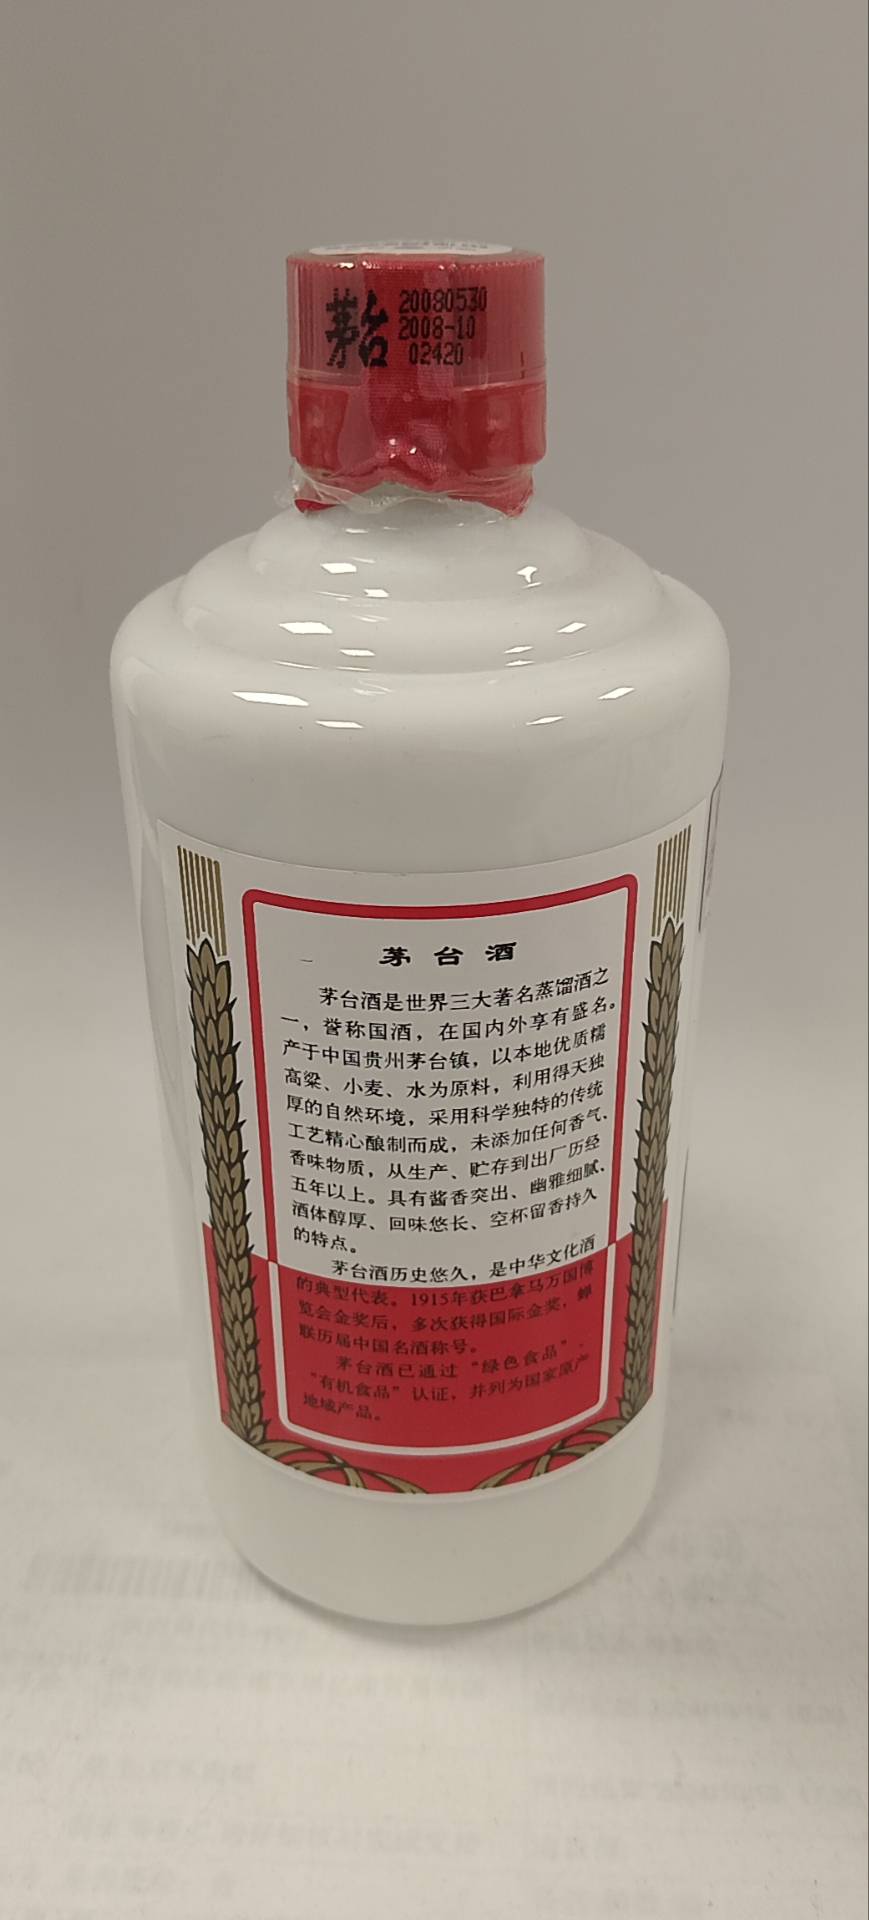 茅台
20080530
2008-10
02420
茅台酒
茅台酒是世界三大著名蒸馏酒之
一，誉称国酒，在国内外享有盛名。
产于中国贵州茅台镇，以本地优质糯
高粱、小麦、水为原料，利用得天独
厚的自然环境，采用科学独特的传统
工艺精心酿制而成，未添加任何香气、
香味物质，从生产、贮存到出厂历经
五年以上。具有酱香突出、幽雅细腻、
酒体醇厚、回味悠长、空杯留香持久
的特点。
茅台酒历史悠久，是中华文化酒
的典型代表。1915年获巴拿马万国博
览会金奖后，多次获得国际金奖，蝉
联历届中国名酒称号。
茅台酒已通过“绿色食品”、
“有机食品”认证，并列为国家原产
地域产品。